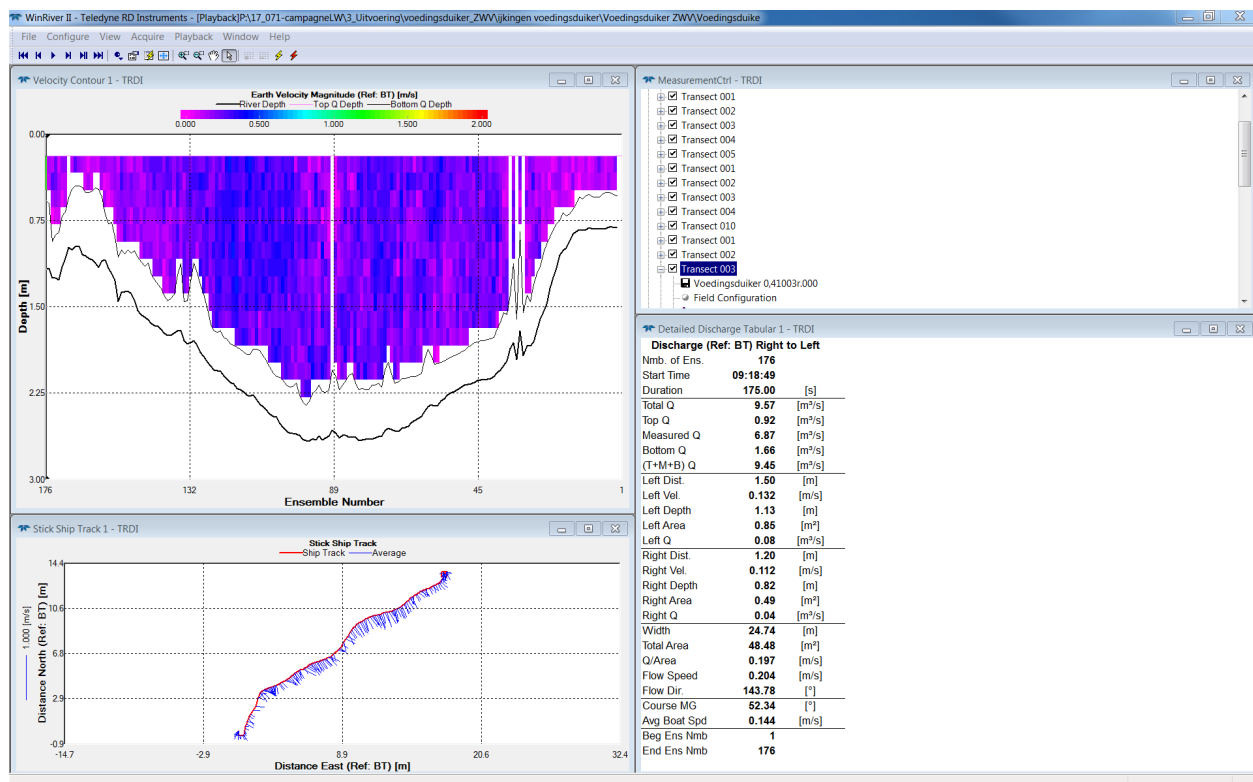 WinRiver II - Teledyne RD Instruments - [Playback]P:\17_071-campagneLW\3_Uitvoering\voedingsduiker_ZWV\ijkingen voedingsduiker\Voedingsduiker ZWV\Voedingsduike
File Configure View Acquire Playback Window Help
Velocity Contour 1 - TRDI
Earth Velocity Magnitude (Ref: BT) [m/s]
River Depth Top Q Depth Bottom Q Depth
0.000 0.500 1.000 1.500 2.000
Depth [m]
0.00
0.75
1.50
2.25
3.00
176 132 89 45 1
Ensemble Number
Stick Ship Track 1 - TRDI
Stick Ship Track
Ship Track Average
1.000 [m/s]
Distance North (Ref: BT) [m]
14.4
10.6
6.8
2.9
-0.9
-14.7 -2.9 8.9 20.6 32.4
Distance East (Ref: BT) [m]
MeasurementCtrl - TRDI
Transect 001
Transect 002
Transect 003
Transect 004
Transect 005
Transect 001
Transect 002
Transect 003
Transect 004
Transect 010
Transect 001
Transect 002
Transect 003
Voedingsduiker 0,41003r.000
Field Configuration
Detailed Discharge Tabular 1 - TRDI
Discharge (Ref: BT) Right to Left
Nmb. of Ens. 176
Start Time 09:18:49
Duration 175.00 [s]
Total Q 9.57 [m³/s]
Top Q 0.92 [m³/s]
Measured Q 6.87 [m³/s]
Bottom Q 1.66 [m³/s]
(T+M+B) Q 9.45 [m³/s]
Left Dist. 1.50 [m]
Left Vel. 0.132 [m/s]
Left Depth 1.13 [m]
Left Area 0.85 [m²]
Left Q 0.08 [m³/s]
Right Dist. 1.20 [m]
Right Vel. 0.112 [m/s]
Right Depth 0.82 [m]
Right Area 0.49 [m²]
Right Q 0.04 [m³/s]
Width 24.74 [m]
Total Area 48.48 [m²]
Q/Area 0.197 [m/s]
Flow Speed 0.204 [m/s]
Flow Dir. 143.78 [°]
Course MG 52.34 [°]
Avg Boat Spd 0.144 [m/s]
Beg Ens Nmb 1
End Ens Nmb 176